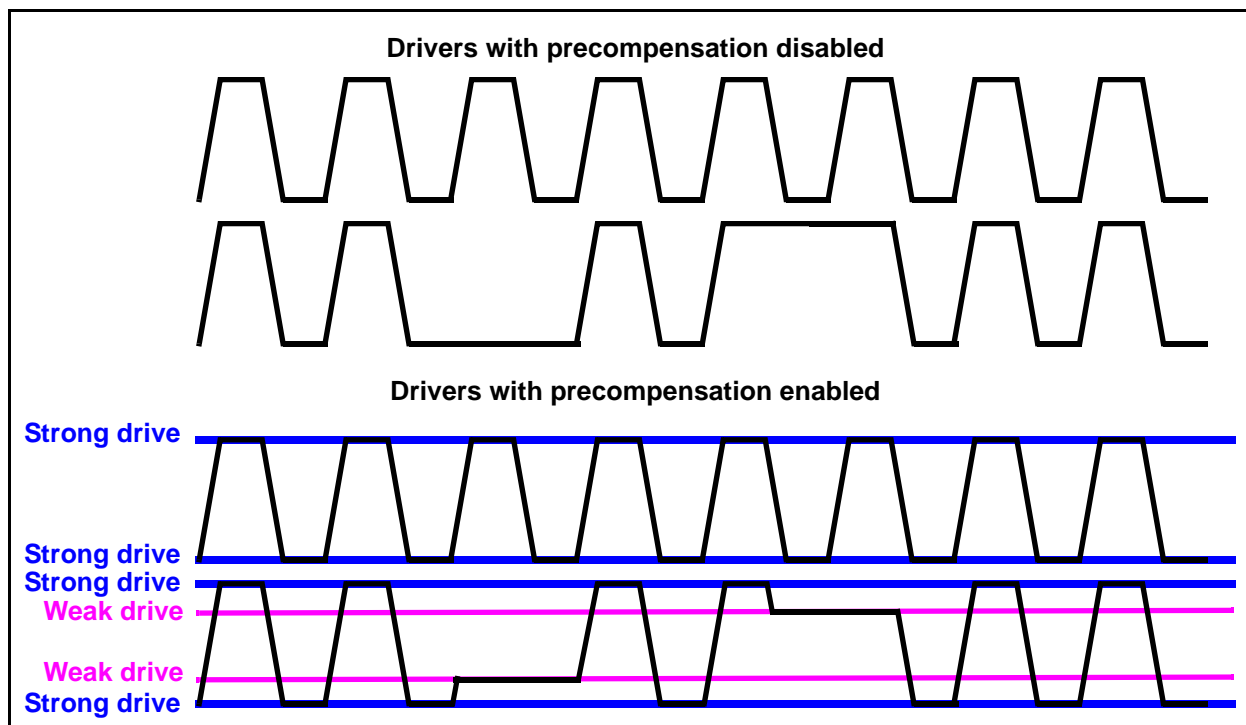 Drivers with precompensation disabled
Drivers with precompensation enabled
Strong drive
Strong drive
Strong drive
Weak drive
Weak drive
Strong drive